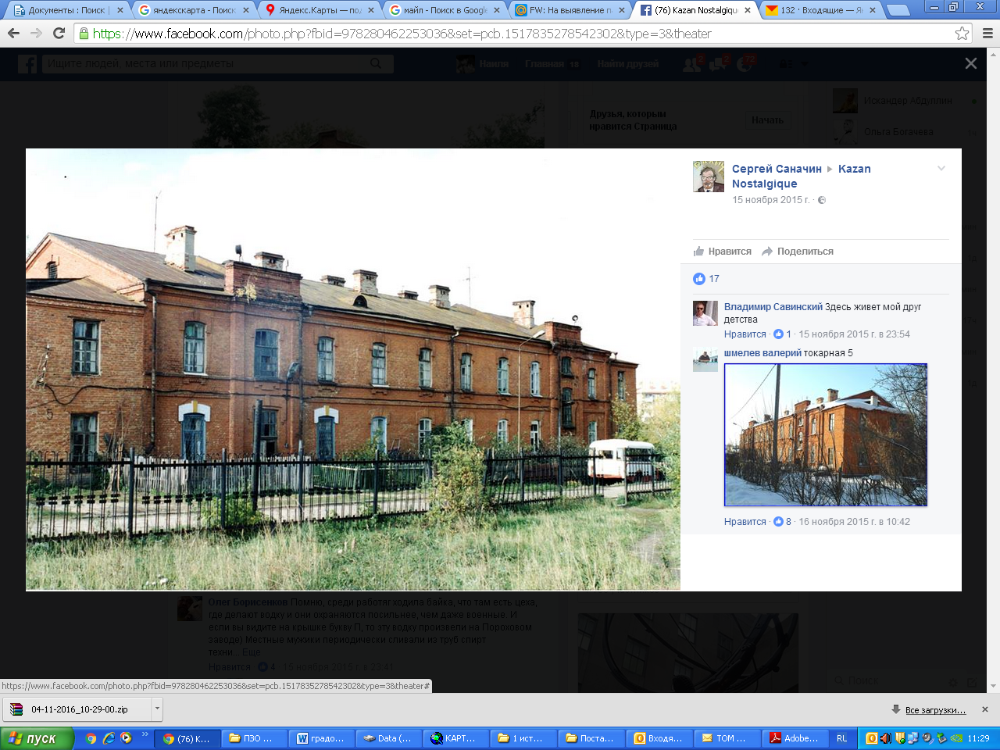 Документы : Поиск |
яндекскарта - Поиск
Яндекс.Карты — по
майл - Поиск в Google
FW: На выявление п
(76) Kazan Nostalgiqu
132 · Входящие — Я
https://www.facebook.com/photo.php?fbid=978280462253036&set=pcb.1517835278542302&type=3&theater
Ищите людей, места или предметы
Наиля
Главная
Найти друзей
2
2
72
Друзья, которым
нравится Страница
Начать
Искандер Абдуллин
Ольга Богачева
Сергей Саначин ▸ Kazan
Nostalgique
15 ноября 2015 г. ·
Нравится Поделиться
17
Владимир Савинский Здесь живет мой друг
детства
Нравится · 1 · 15 ноября 2015 г. в 23:54
шмелев валерий токарная 5
Нравится · 8 · 16 ноября 2015 г. в 10:42
5
Олег Борисенков Помню, среди работяг ходила байка, что там есть цеха,
где делают водку и они охраняются посильнее, чем даже военные. И
если вы видите на крышке букву П, то эту водку произвели на Пороховом
заводе) Местные мужики периодически сливали из труб спирт
техни... Ещё
Нравится · 4 · 15 ноября 2015 г. в 23:41
Поиск
https://www.facebook.com/photo.php?fbid=978280462253036&set=pcb.1517835278542302&type=3&theater#
04-11-2016_10-29-00.zip
Все загрузки...
пуск
»
(76) К...
ПЗО ...
градо...
Data (...
КАРТ...
1 ист...
Поста...
Входя...
ТОМ ...
Adobe...
RL
11:29